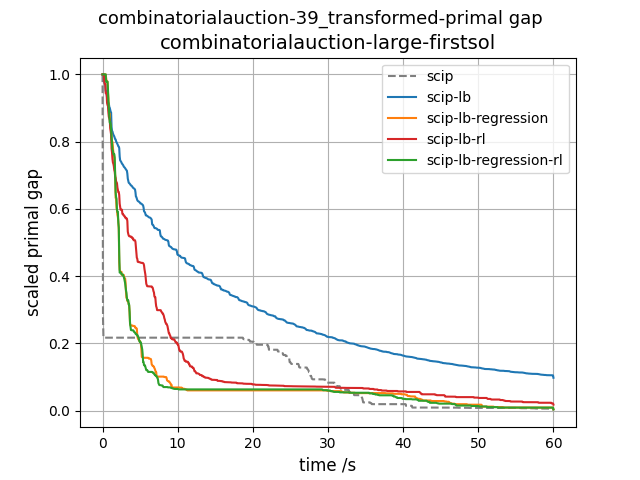 combinatorialauction-39_transformed-primal gap
combinatorialauction-large-firstsol
scip
scip-lb
scip-lb-regression
scip-lb-rl
scip-lb-regression-rl
scaled primal gap
1.0
0.8
0.6
0.4
0.2
0.0
0 10 20 30 40 50 60
time /s